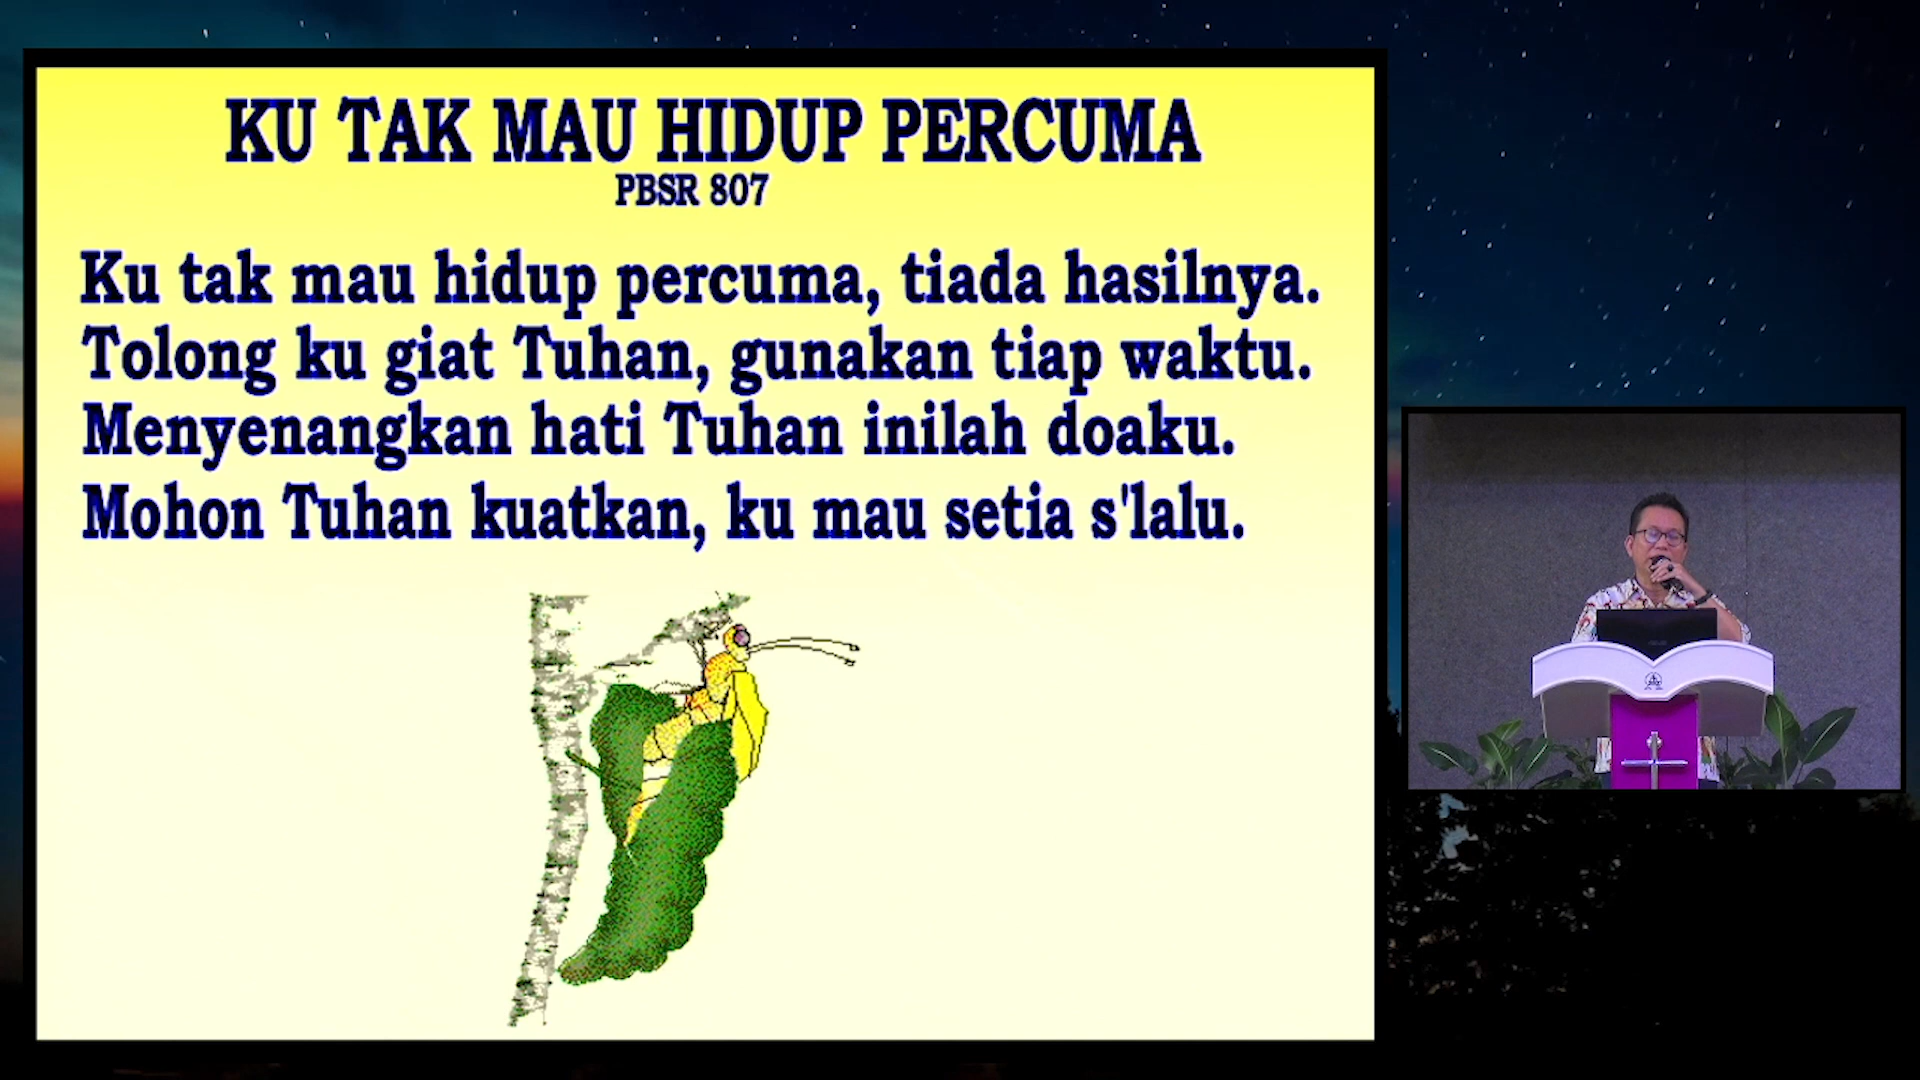 KU TAK MAU HIDUP PERCUMA
PBSR 807
Ku tak mau hidup percuma, tiada hasilnya.
Tolong ku giat Tuhan, gunakan tiap waktu.
Menyenangkan hati Tuhan inilah doaku.
Mohon Tuhan kuatkan, ku mau setia s'lalu.